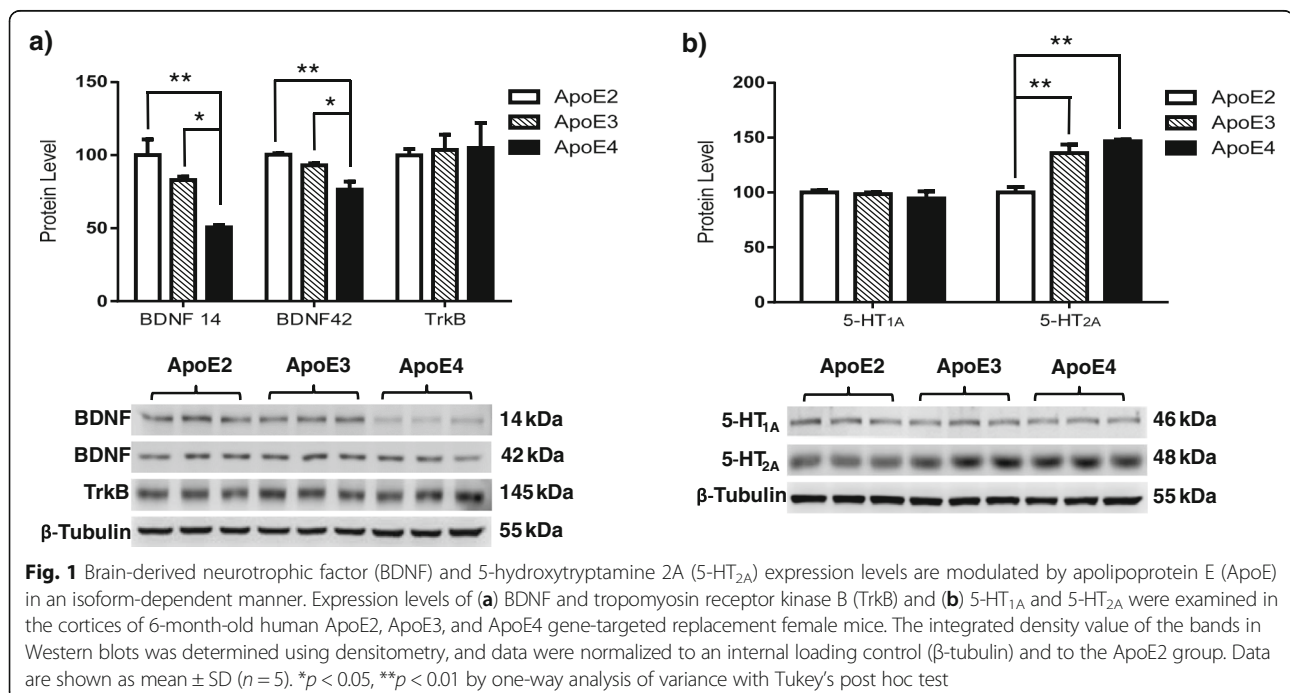 a)
b)
**
*
**
*
ApoE2
ApoE3
ApoE4
150
100
50
0
Protein Level
BDNF 14 BDNF42 TrkB
**
**
ApoE2
ApoE3
ApoE4
200
150
100
50
0
Protein Level
5-HT1A 5-HT2A
ApoE2 ApoE3 ApoE4
BDNF 14 kDa
BDNF 42 kDa
TrkB 145 kDa
β-Tubulin 55 kDa
ApoE2 ApoE3 ApoE4
5-HT1A 46 kDa
5-HT2A 48 kDa
β-Tubulin 55 kDa
Fig. 1 Brain-derived neurotrophic factor (BDNF) and 5-hydroxytryptamine 2A (5-HT2A) expression levels are modulated by apolipoprotein E (ApoE)
in an isoform-dependent manner. Expression levels of (a) BDNF and tropomyosin receptor kinase B (TrkB) and (b) 5-HT1A and 5-HT2A were examined in
the cortices of 6-month-old human ApoE2, ApoE3, and ApoE4 gene-targeted replacement female mice. The integrated density value of the bands in
Western blots was determined using densitometry, and data were normalized to an internal loading control (β-tubulin) and to the ApoE2 group. Data
are shown as mean ± SD (n = 5). *p < 0.05, **p < 0.01 by one-way analysis of variance with Tukey's post hoc test